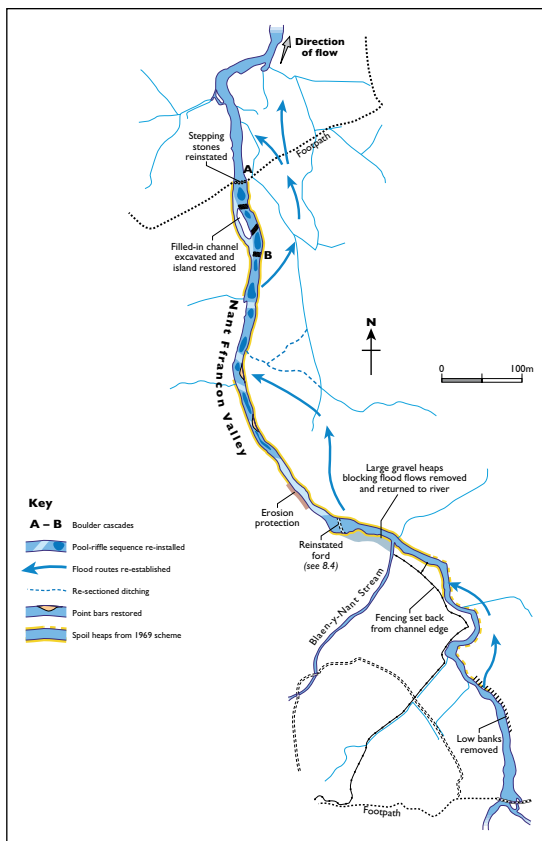 Direction
of flow
Stepping
stones
reinstated
Footpath
A
Filled-in channel
excavated and
island restored
B
Nant Ffrancon Valley
N
0 100m
Large gravel heaps
blocking flood flows removed
and returned to river
Erosion
protection
Reinstated
ford
(see 8.4)
Blaen-y-Nant Stream
Fencing set back
from channel edge
Low banks
removed
Footpath
Key
A – B Boulder cascades
Pool-riffle sequence re-installed
Flood routes re-established
Re-sectioned ditching
Point bars restored
Spoil heaps from 1969 scheme